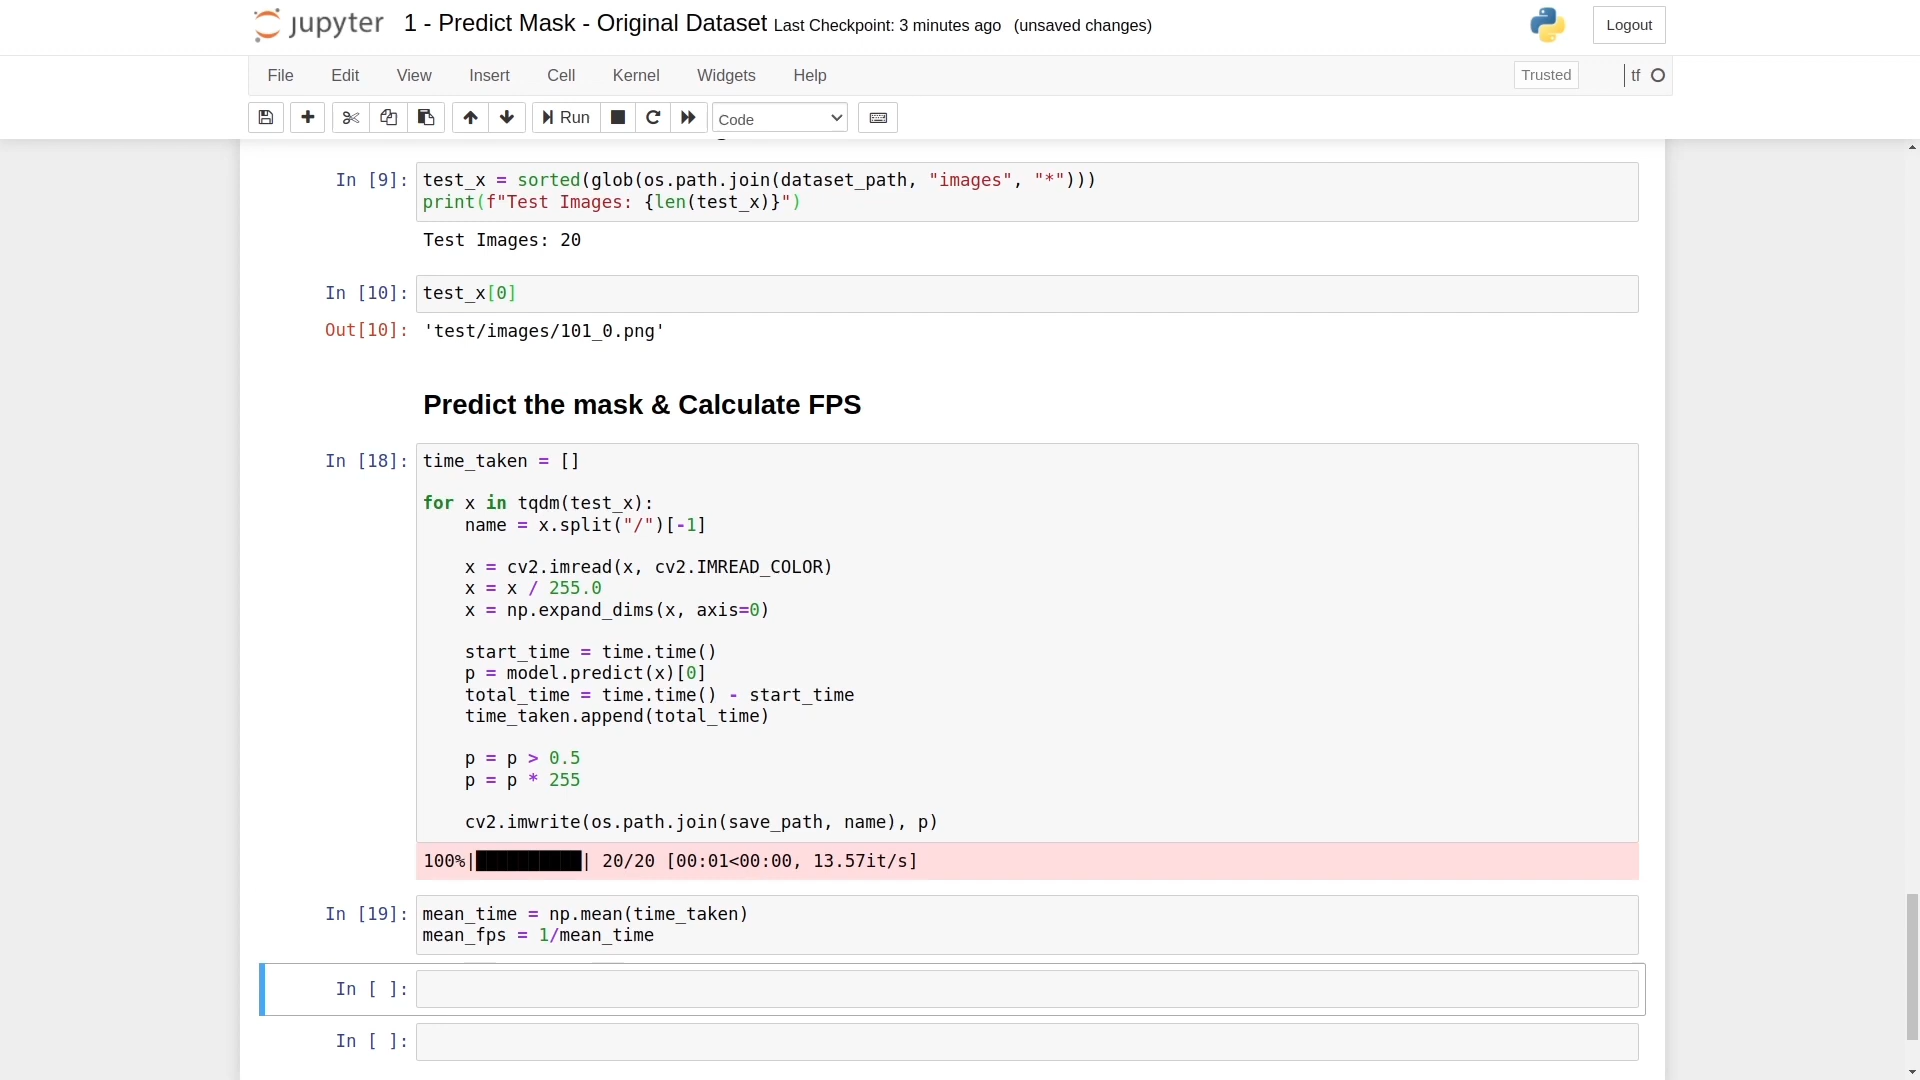 jupyter 1 - Predict Mask - Original Dataset Last Checkpoint: 3 minutes ago (unsaved changes) Logout
File Edit View Insert Cell Kernel Widgets Help Trusted tf
Run Code
In [9]: test_x = sorted(glob(os.path.join(dataset_path, "images", "*")))
print(f"Test Images: {len(test_x)}")
Test Images: 20
In [10]: test_x[0]
Out[10]: 'test/images/101_0.png'
Predict the mask & Calculate FPS
In [18]: time_taken = []
for x in tqdm(test_x):
    name = x.split("/")[-1]
    x = cv2.imread(x, cv2.IMREAD_COLOR)
    x = x / 255.0
    x = np.expand_dims(x, axis=0)
    start_time = time.time()
    p = model.predict(x)[0]
    total_time = time.time() - start_time
    time_taken.append(total_time)
    p = p > 0.5
    p = p * 255
    cv2.imwrite(os.path.join(save_path, name), p)
100%|██████████| 20/20 [00:01<00:00, 13.57it/s]
In [19]: mean_time = np.mean(time_taken)
mean_fps = 1/mean_time
In [ ]:
In [ ]: